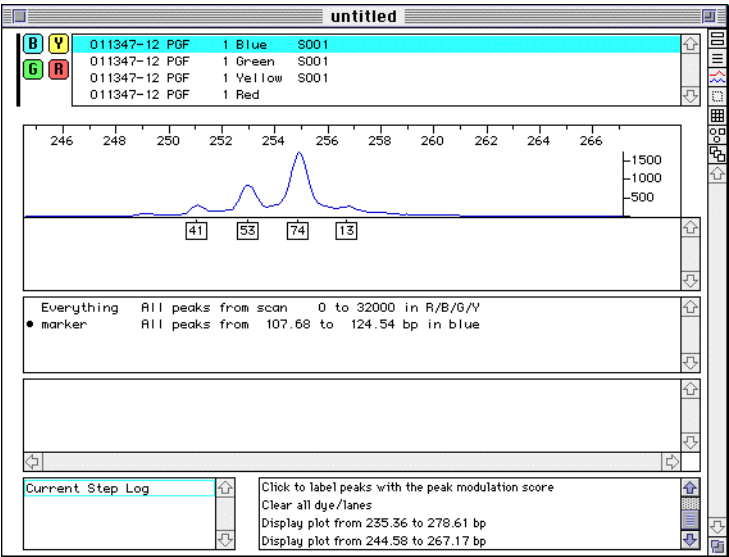 untitled
B Y 011347-12 PGF 1 Blue S001
011347-12 PGF 1 Green S001
G R 011347-12 PGF 1 Yellow S001
011347-12 PGF 1 Red
246 248 250 252 254 256 258 260 262 264 266
1500
1000
500
41 53 74 13
Everything All peaks from scan 0 to 32000 in R/B/G/Y
● marker All peaks from 107.68 to 124.54 bp in blue
Current Step Log
Click to label peaks with the peak modulation score
Clear all dye/lanes
Display plot from 235.36 to 278.61 bp
Display plot from 244.58 to 267.17 bp